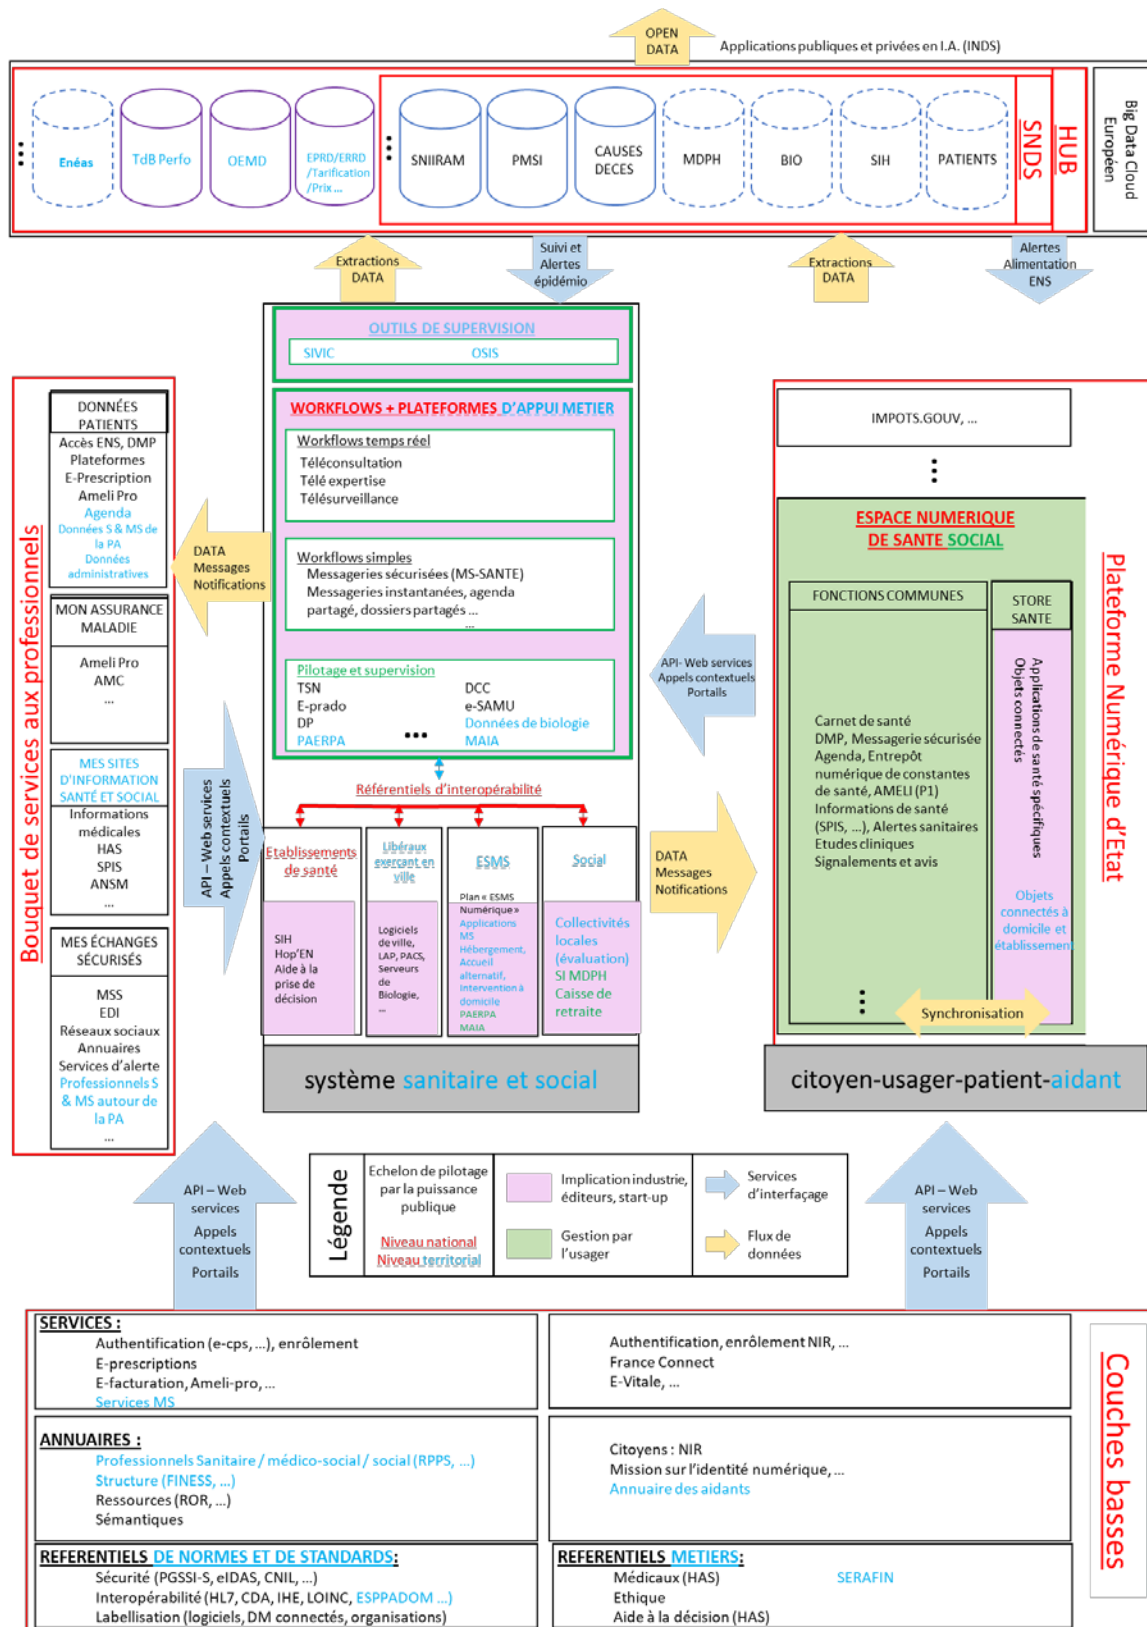 OPEN
DATA
Applications publiques et privées en I.A. (INDS)
...
Enéas
TdB Perfo
OEMD
EPRD/ERRD
/Tarification
/Prix ...
...
SNIIRAM
PMSI
CAUSES
DECES
MDPH
BIO
SIH
PATIENTS
SNDS
HUB
Big Data Cloud
Européen
Extractions
DATA
Suivi et
Alertes
épidémio
Extractions
DATA
Alertes
Alimentation
ENS
OUTILS DE SUPERVISION
SIVIC
OSIS
WORKFLOWS + PLATEFORMES D'APPUI METIER
Workflows temps réel
Téléconsultation
Télé expertise
Télésurveillance
Workflows simples
Messageries sécurisées (MS-SANTE)
Messageries instantanées, agenda
partagé, dossiers partagés ...
...
Pilotage et supervision
TSN
DCC
E-prado
e-SAMU
DP
Données de biologie
PAERPA
...
MAIA
Référentiels d'interopérabilité
Etablissements
de santé
SIH
Hop'EN
Aide à la
prise de
décision
Libéraux
exerçant en
ville
Logiciels
de ville,
LAP, PACS,
Serveurs
de
Biologie,
...
ESMS
Plan « ESMS
Numérique »
Applications
MS
Hébergement,
Accueil
alternatif,
Intervention à
domicile
PAERPA
MAIA
Social
Collectivités
locales
(évaluation)
SI MDPH
Caisse de
retraite
système sanitaire et social
Bouquet de services aux professionnels
DONNÉES
PATIENTS
Accès ENS, DMP
Plateformes
E-Prescription
Ameli Pro
Agenda
Données S & MS de
la PA
Données
administratives
MON ASSURANCE
MALADIE
Ameli Pro
AMC
...
MES SITES
D'INFORMATION
SANTÉ ET SOCIAL
Informations
médicales
HAS
SPIS
ANSM
...
MES ÉCHANGES
SÉCURISÉS
MSS
EDI
Réseaux sociaux
Annuaires
Services d'alerte
Professionnels S
& MS autour de
la PA
...
DATA
Messages
Notifications
API – Web services
Appels contextuels
Portails
API- Web services
Appels contextuels
Portails
DATA
Messages
Notifications
IMPOTS.GOUV, ...
...
ESPACE NUMERIQUE
DE SANTE SOCIAL
FONCTIONS COMMUNES
Carnet de santé
DMP, Messagerie sécurisée
Agenda, Entrepôt
numérique de constantes
de santé, AMELI (P1)
Informations de santé
(SPIS, ...), Alertes sanitaires
Etudes cliniques
Signalements et avis
...
STORE
SANTE
Applications de santé spécifiques
Objets connectés
Objets
connectés à
domicile et
établissement
Synchronisation
Plateforme Numérique d'Etat
citoyen-usager-patient-aidant
API – Web
services
Appels
contextuels
Portails
Légende
Echelon de pilotage
par la puissance
publique
Niveau national
Niveau territorial
Implication industrie,
éditeurs, start-up
Gestion par
l'usager
Services
d'interfaçage
Flux de
données
API – Web
services
Appels
contextuels
Portails
SERVICES :
Authentification (e-cps, ...), enrôlement
E-prescriptions
E-facturation, Ameli-pro, ...
Services MS
Authentification, enrôlement NIR, ...
France Connect
E-Vitale, ...
ANNUAIRES :
Professionnels Sanitaire / médico-social / social (RPPS, ...)
Structure (FINESS, ...)
Ressources (ROR, ...)
Sémantiques
Citoyens : NIR
Mission sur l'identité numérique, ...
Annuaire des aidants
REFERENTIELS DE NORMES ET DE STANDARDS:
Sécurité (PGSSI-S, eIDAS, CNIL, ...)
Interopérabilité (HL7, CDA, IHE, LOINC, ESPPADOM ...)
Labellisation (logiciels, DM connectés, organisations)
REFERENTIELS METIERS:
Médicaux (HAS)
SERAFIN
Ethique
Aide à la décision (HAS)
Couches basses